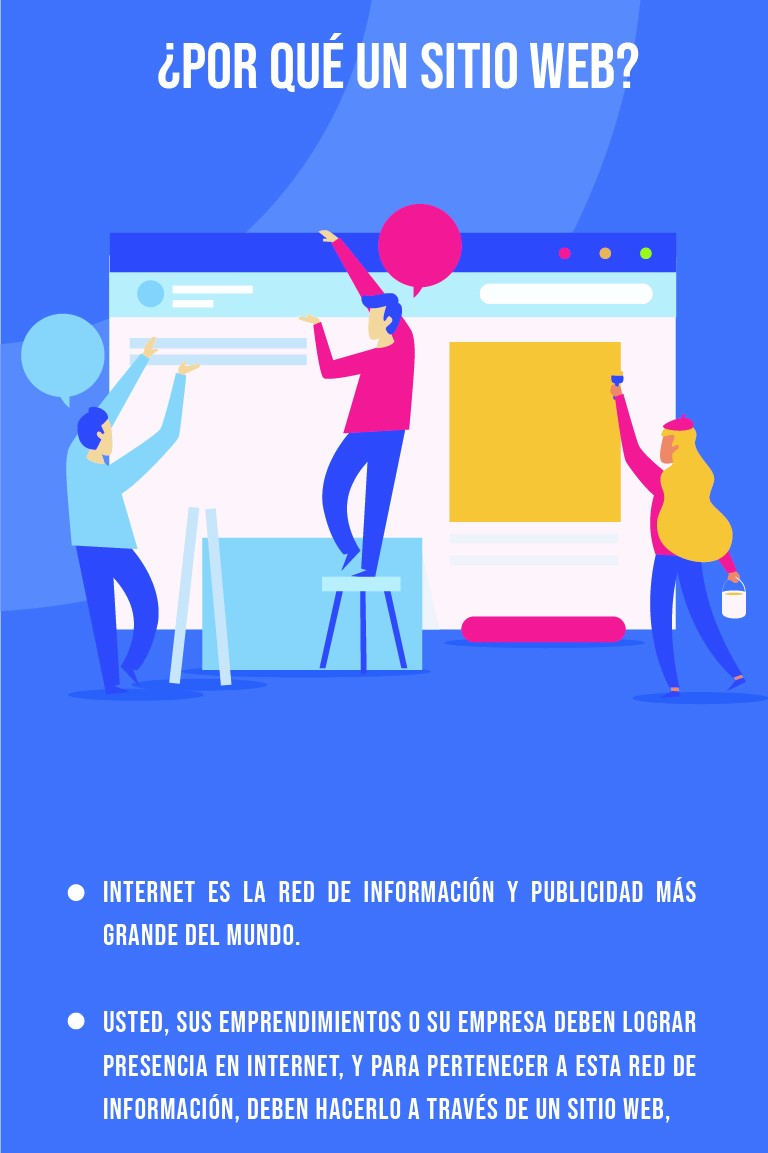 ¿POR QUÉ UN SITIO WEB?
INTERNET ES LA RED DE INFORMACIÓN Y PUBLICIDAD MÁS
GRANDE DEL MUNDO.
USTED, SUS EMPRENDIMIENTOS O SU EMPRESA DEBEN LOGRAR
PRESENCIA EN INTERNET, Y PARA PERTENECER A ESTA RED DE
INFORMACIÓN, DEBEN HACERLO A TRAVÉS DE UN SITIO WEB,